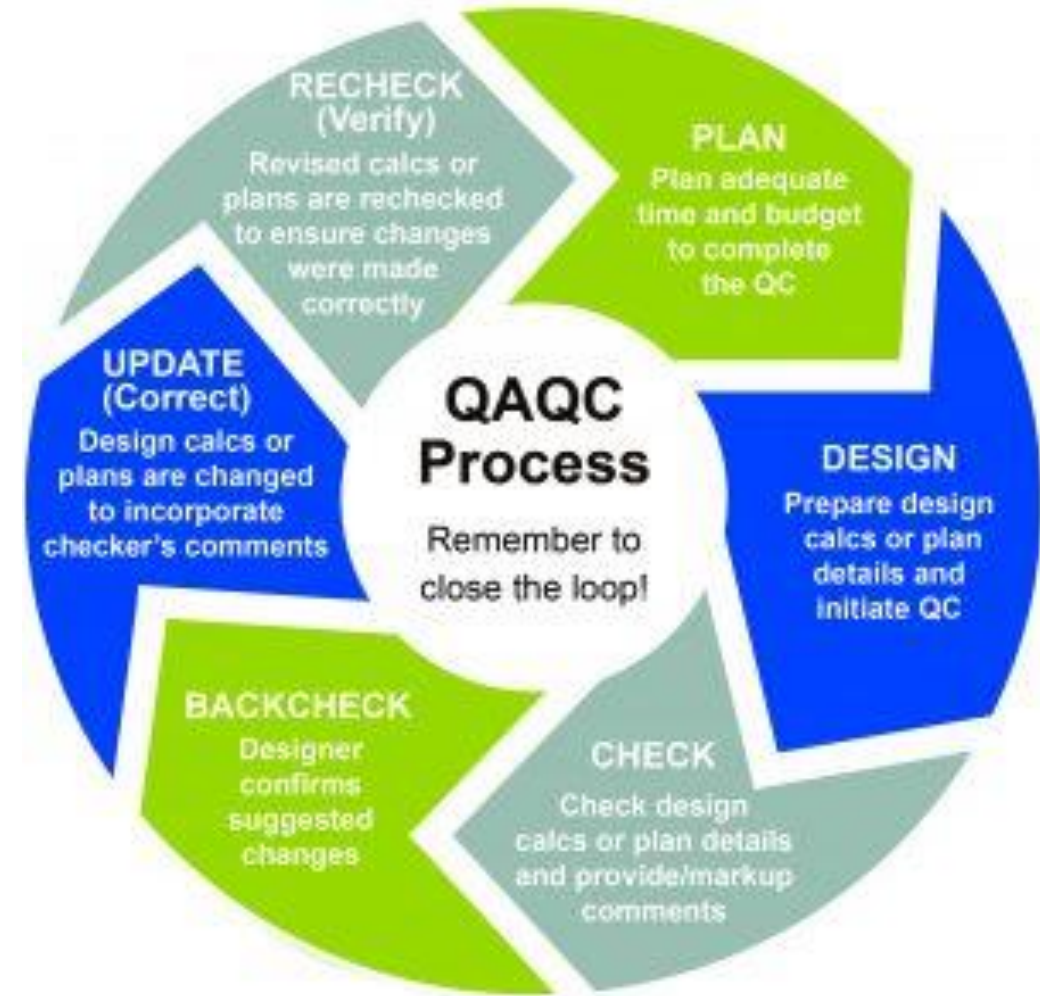 QAQC
Process
Remember to
close the loop!
PLAN
Plan adequate
time and budget
to complete
the QC
DESIGN
Prepare design
calcs or plan
details and
initiate QC
CHECK
Check design
calcs or plan details
and provide/markup
comments
BACKCHECK
Designer
confirms
suggested
changes
UPDATE
(Correct)
Design calcs or
plans are changed
to incorporate
checker's comments
RECHECK
(Verify)
Revised calcs or
plans are rechecked
to ensure changes
were made
correctly